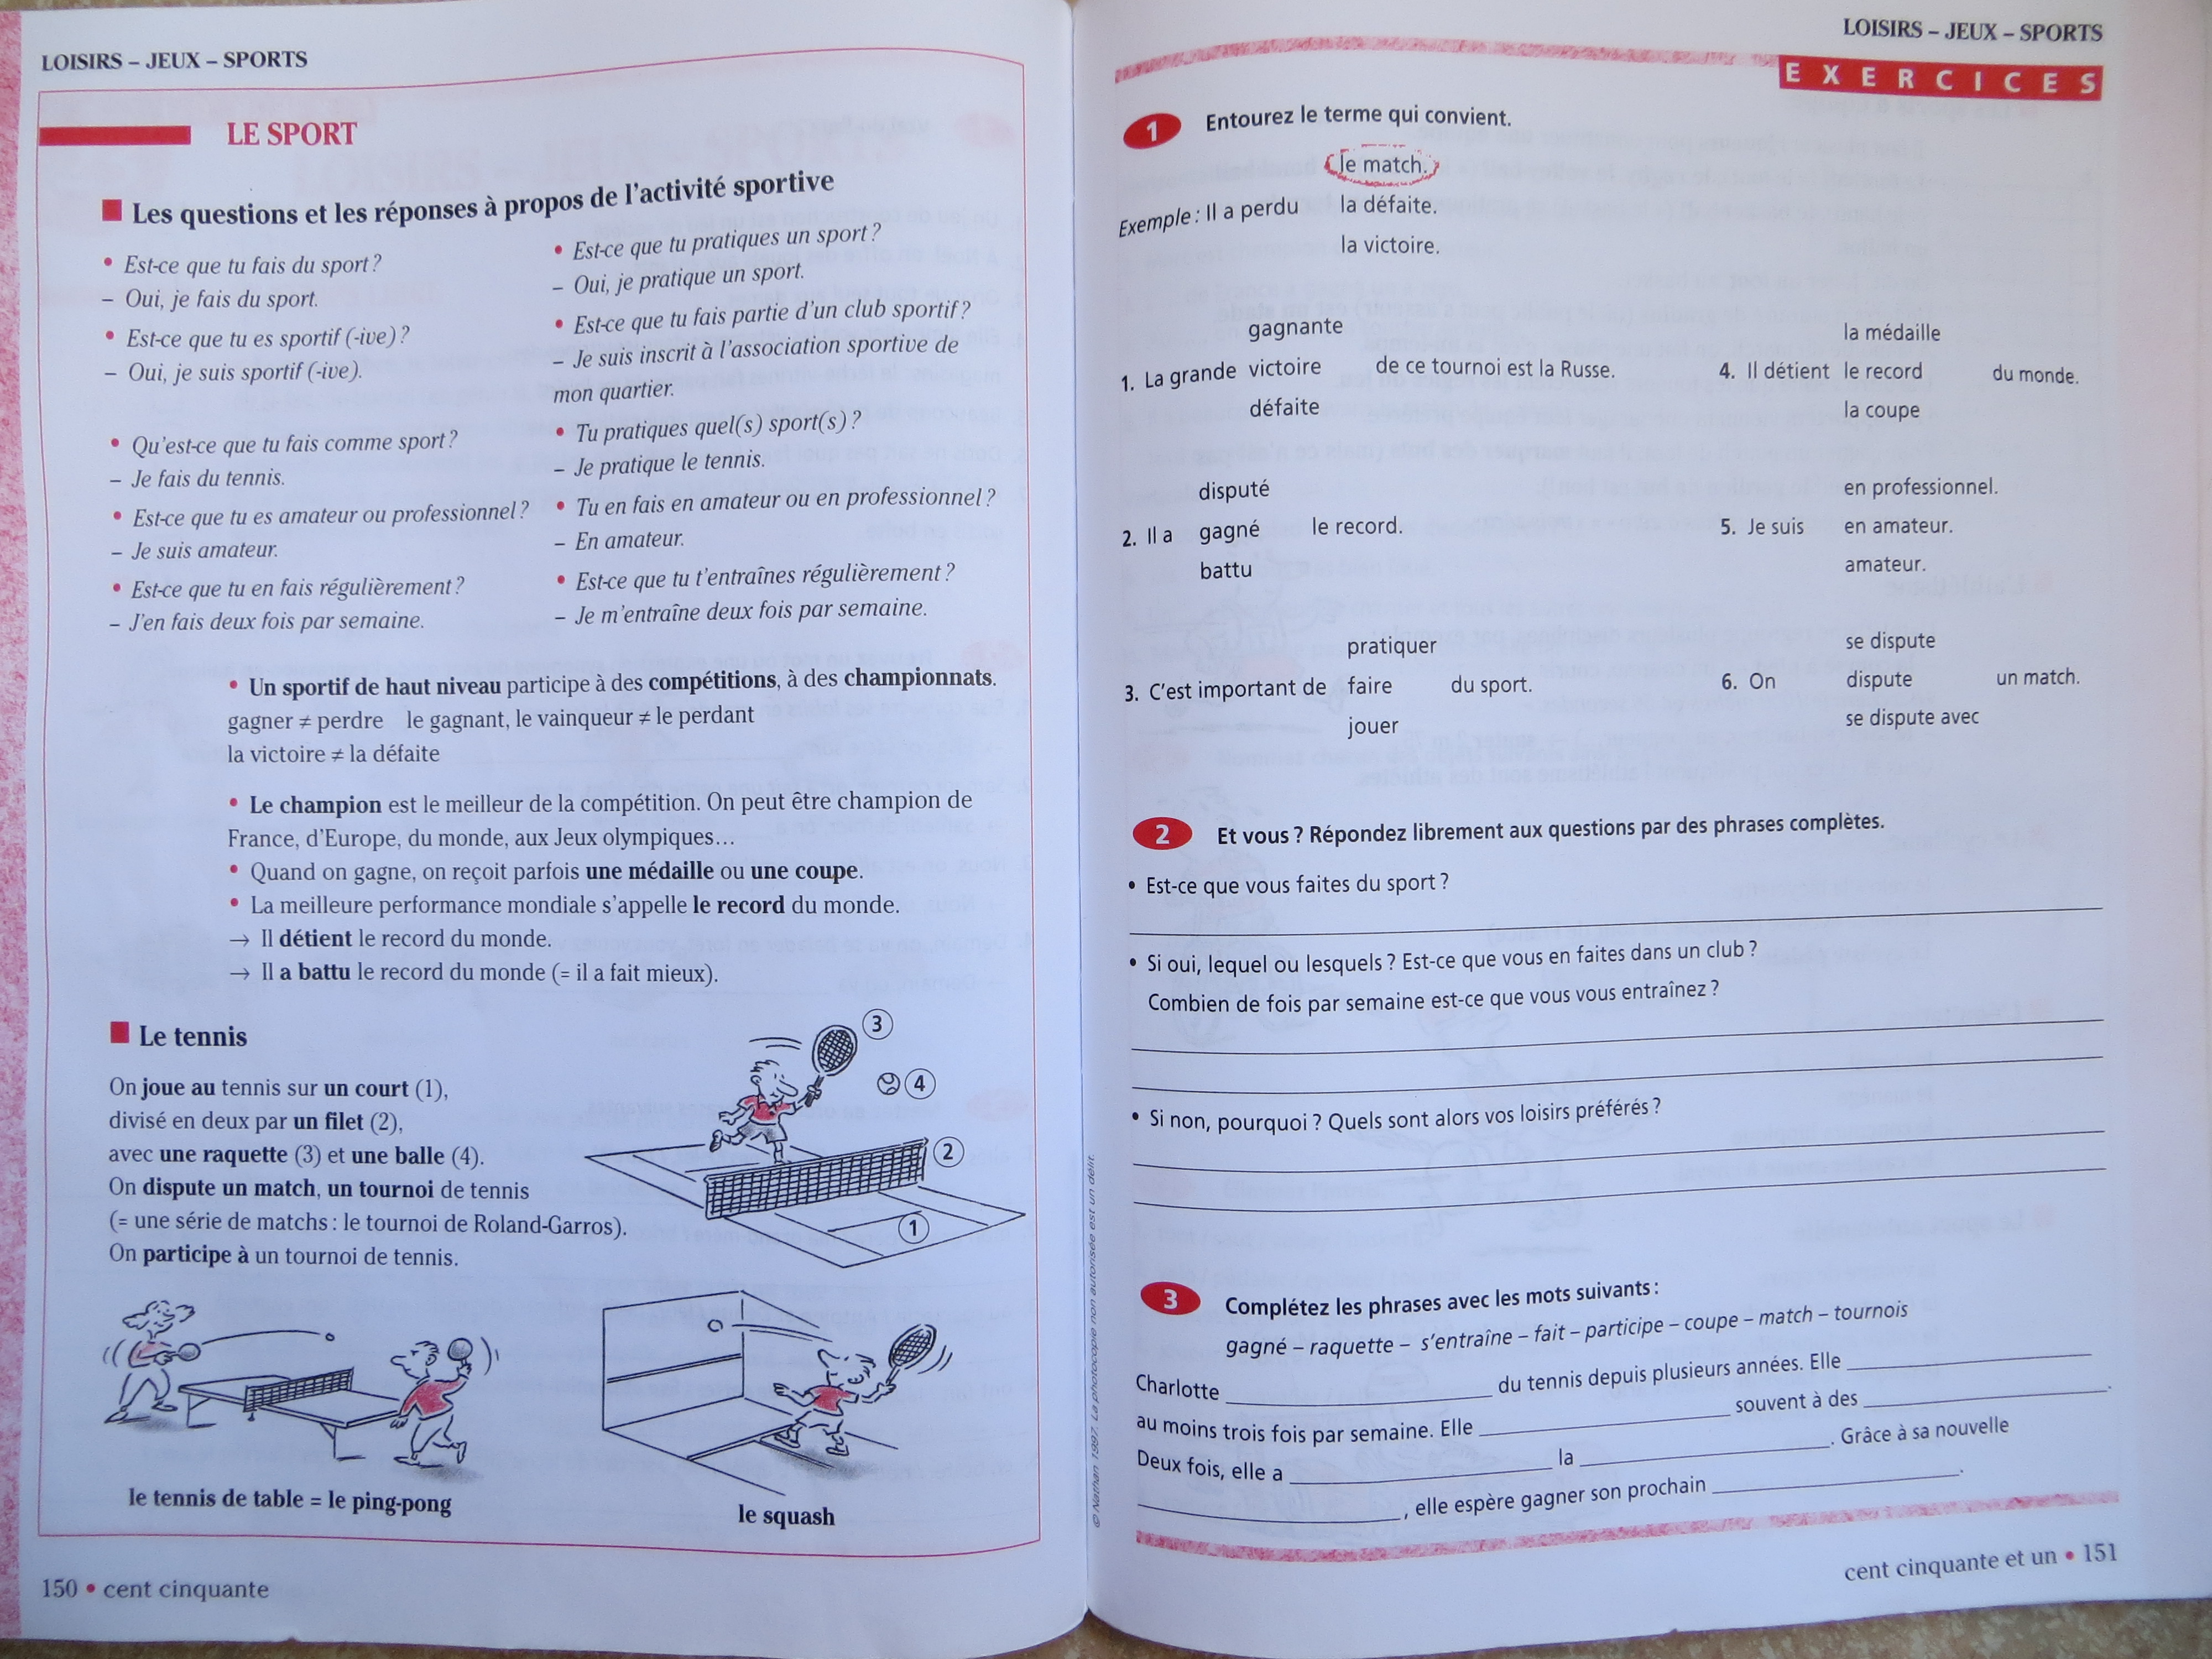 LOISIRS – JEUX – SPORTS
LE SPORT
Les questions et les réponses à propos de l'activité sportive
• Est-ce que tu fais du sport ?
– Oui, je fais du sport.
• Est-ce que tu es sportif (-ive) ?
– Oui, je suis sportif (-ive).
• Qu'est-ce que tu fais comme sport ?
– Je fais du tennis.
• Est-ce que tu es amateur ou professionnel ?
– Je suis amateur.
• Est-ce que tu en fais régulièrement ?
– J'en fais deux fois par semaine.
• Est-ce que tu pratiques un sport ?
– Oui, je pratique un sport.
• Est-ce que tu fais partie d'un club sportif ?
– Je suis inscrit à l'association sportive de
mon quartier.
• Tu pratiques quel(s) sport(s) ?
– Je pratique le tennis.
• Tu en fais en amateur ou en professionnel ?
– En amateur.
• Est-ce que tu t'entraînes régulièrement ?
– Je m'entraîne deux fois par semaine.
• Un sportif de haut niveau participe à des compétitions, à des championnats.
gagner ≠ perdre le gagnant, le vainqueur ≠ le perdant
la victoire ≠ la défaite
• Le champion est le meilleur de la compétition. On peut être champion de
France, d'Europe, du monde, aux Jeux olympiques…
• Quand on gagne, on reçoit parfois une médaille ou une coupe.
• La meilleure performance mondiale s'appelle le record du monde.
→ Il détient le record du monde.
→ Il a battu le record du monde (= il a fait mieux).
Le tennis
On joue au tennis sur un court (1),
divisé en deux par un filet (2),
avec une raquette (3) et une balle (4).
On dispute un match, un tournoi de tennis
(= une série de matchs : le tournoi de Roland-Garros).
On participe à un tournoi de tennis.
3
4
2
1
le tennis de table = le ping-pong
le squash
150 • cent cinquante
LOISIRS – JEUX – SPORTS
EXERCICES
1 Entourez le terme qui convient.
le match.
Exemple : Il a perdu la défaite.
la victoire.
gagnante
1. La grande victoire de ce tournoi est la Russe.
défaite
disputé
2. Il a gagné le record.
battu
pratiquer
3. C'est important de faire du sport.
jouer
la médaille
4. Il détient le record du monde.
la coupe
en professionnel.
5. Je suis en amateur.
amateur.
se dispute
6. On dispute un match.
se dispute avec
2 Et vous ? Répondez librement aux questions par des phrases complètes.
• Est-ce que vous faites du sport ?
• Si oui, lequel ou lesquels ? Est-ce que vous en faites dans un club ?
Combien de fois par semaine est-ce que vous vous entraînez ?
• Si non, pourquoi ? Quels sont alors vos loisirs préférés ?
3 Complétez les phrases avec les mots suivants :
gagné – raquette – s'entraîne – fait – participe – coupe – match – tournois
Charlotte ______ du tennis depuis plusieurs années. Elle ______
au moins trois fois par semaine. Elle ______ souvent à des ______.
Deux fois, elle a ______ la ______. Grâce à sa nouvelle
______, elle espère gagner son prochain ______.
© Nathan 1997. La photocopie non autorisée est un délit.
cent cinquante et un • 151